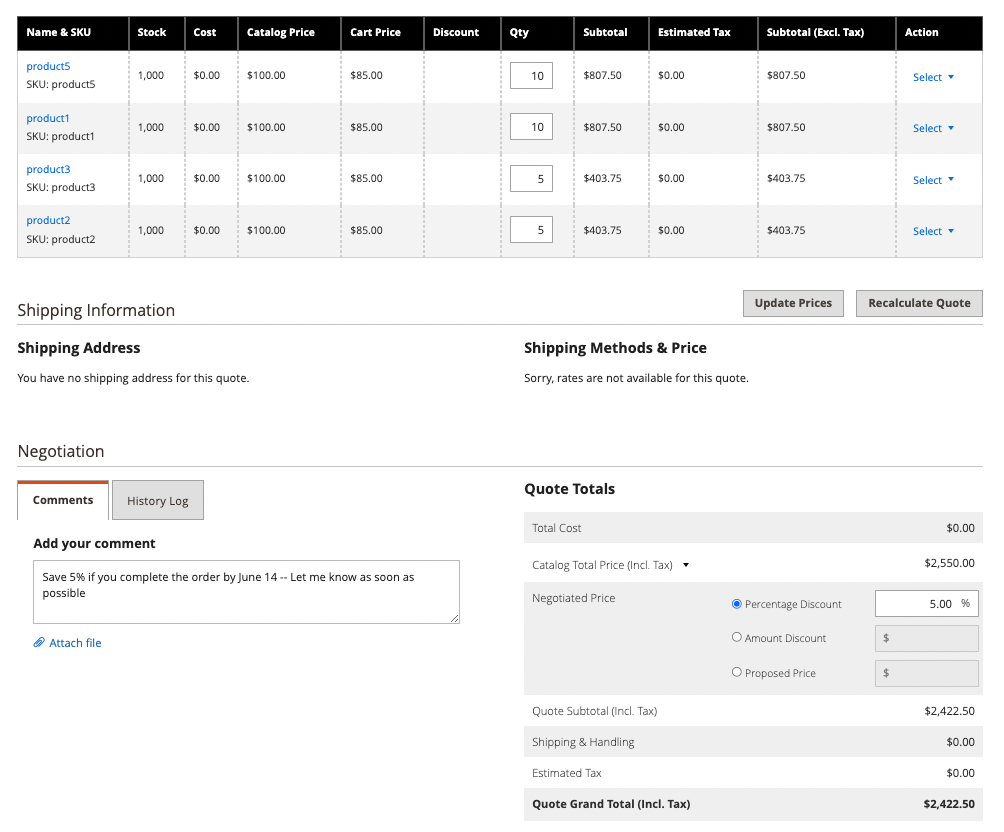 Name & SKU Stock Cost Catalog Price Cart Price Discount Qty Subtotal Estimated Tax Subtotal (Excl. Tax) Action
product5
SKU: product5 1,000 $0.00 $100.00 $85.00 10 $807.50 $0.00 $807.50 Select
product1
SKU: product1 1,000 $0.00 $100.00 $85.00 10 $807.50 $0.00 $807.50 Select
product3
SKU: product3 1,000 $0.00 $100.00 $85.00 5 $403.75 $0.00 $403.75 Select
product2
SKU: product2 1,000 $0.00 $100.00 $85.00 5 $403.75 $0.00 $403.75 Select
Shipping Information Update Prices Recalculate Quote
Shipping Address
You have no shipping address for this quote.
Shipping Methods & Price
Sorry, rates are not available for this quote.
Negotiation
Comments History Log
Add your comment
Save 5% if you complete the order by June 14 -- Let me know as soon as
possible
Attach file
Quote Totals
Total Cost $0.00
Catalog Total Price (Incl. Tax) $2,550.00
Negotiated Price Percentage Discount 5.00 %
Amount Discount $
Proposed Price $
Quote Subtotal (Incl. Tax) $2,422.50
Shipping & Handling $0.00
Estimated Tax $0.00
Quote Grand Total (Incl. Tax) $2,422.50